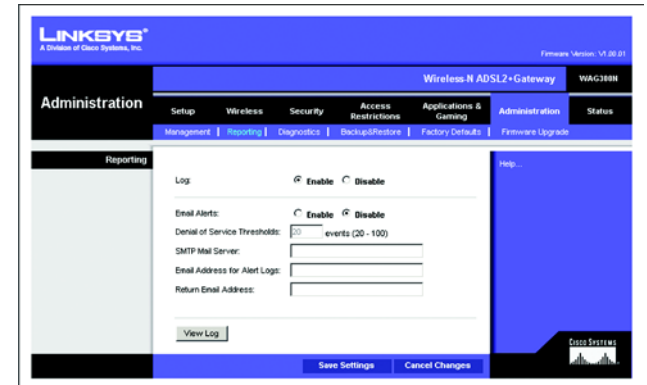 LINKSYS®
A Division of Cisco Systems, Inc.
Firmware Version: V1.00.01
Wireless-N ADSL2+Gateway WAG300N
Administration
Setup Wireless Security Access Restrictions Applications & Gaming Administration Status
Management | Reporting | Diagnostics | Backup&Restore | Factory Defaults | Firmware Upgrade
Reporting
Help...
Log: Enable Disable
Email Alerts: Enable Disable
Denial of Service Thresholds: 20 events (20 - 100)
SMTP Mail Server:
Email Address for Alert Logs:
Return Email Address:
View Log
Save Settings Cancel Changes
CISCO SYSTEMS